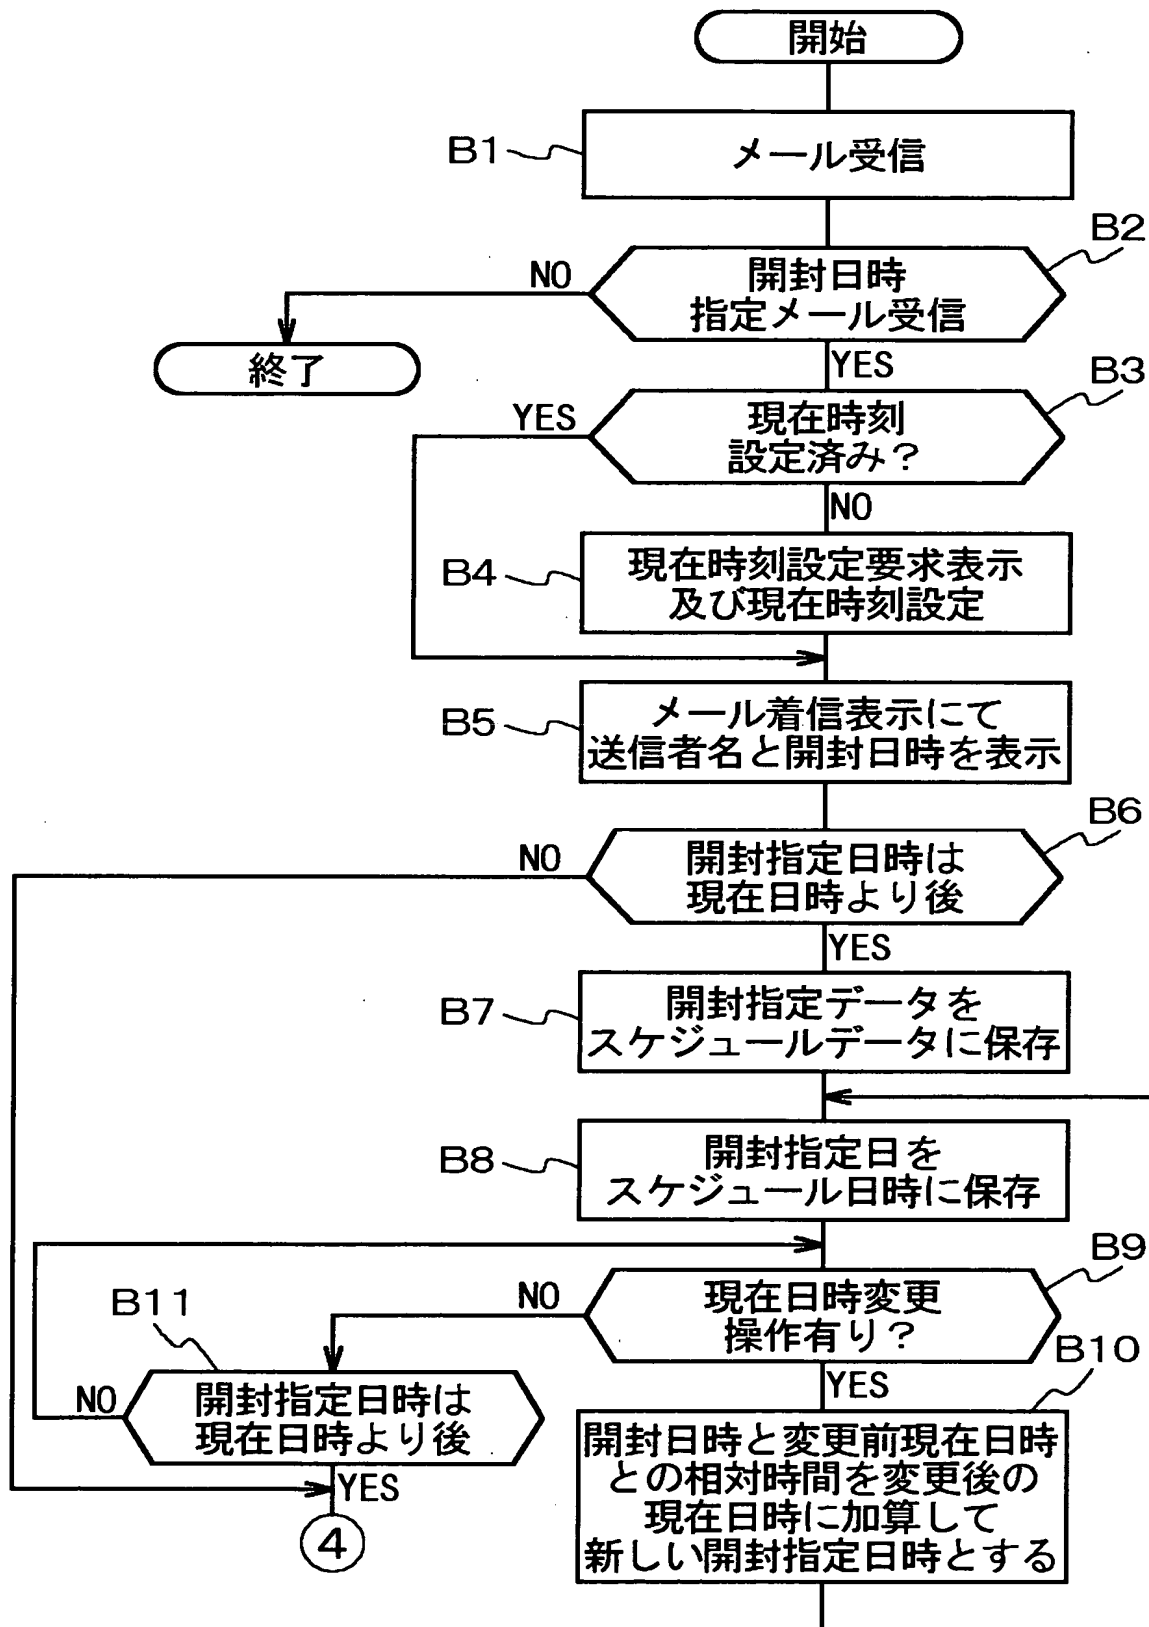 開始
B1
メール受信
B2
開封日時
指定メール受信
NO
終了
YES
B3
現在時刻
設定済み？
YES
NO
B4
現在時刻設定要求表示
及び現在時刻設定
B5
メール着信表示にて
送信者名と開封日時を表示
B6
開封指定日時は
現在日時より後
NO
YES
B7
開封指定データを
スケジュールデータに保存
B8
開封指定日を
スケジュール日時に保存
B9
現在日時変更
操作有り？
NO
YES
B11
開封指定日時は
現在日時より後
NO
YES
4
B10
開封日時と変更前現在日時
との相対時間を変更後の
現在日時に加算して
新しい開封指定日時とする